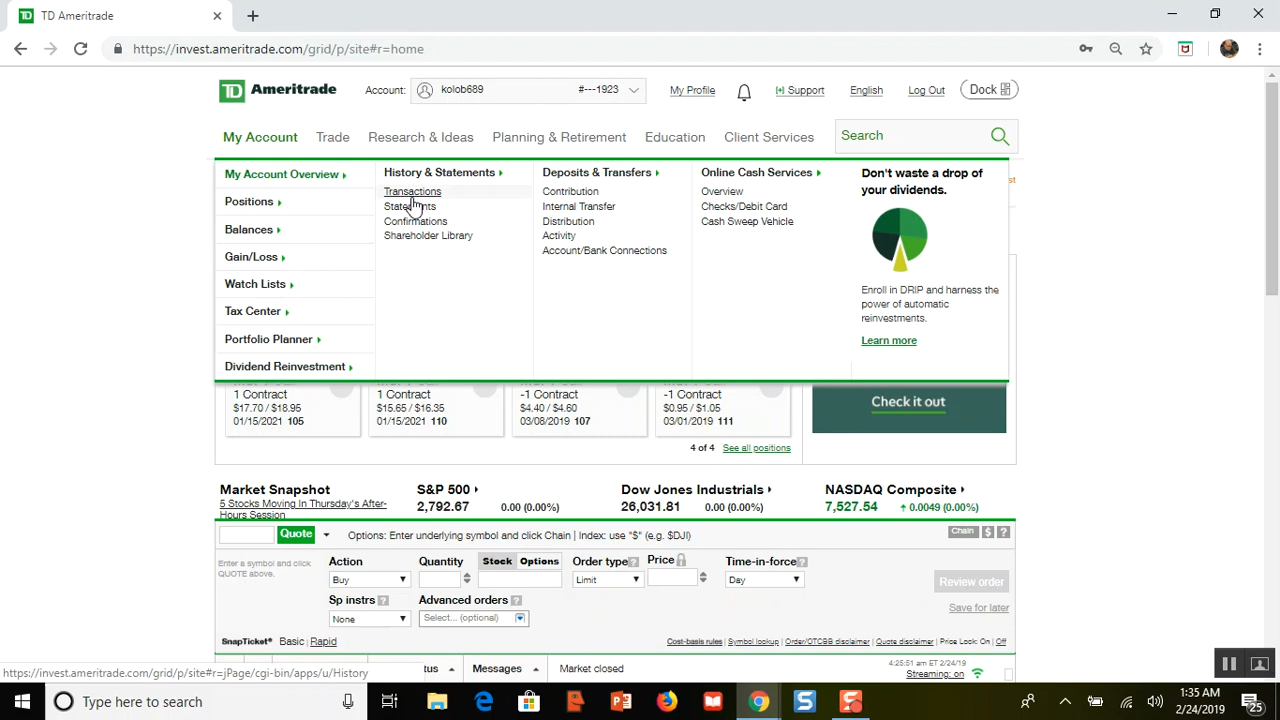 TD Ameritrade
https://invest.ameritrade.com/grid/p/site#r=home
TD Ameritrade
Account: kolob689 #---1923
My Profile
Support
English
Log Out
Dock
My Account Trade Research & Ideas Planning & Retirement Education Client Services Search
My Account Overview
Positions
Balances
Gain/Loss
Watch Lists
Tax Center
Portfolio Planner
Dividend Reinvestment
History & Statements
Transactions
Statements
Confirmations
Shareholder Library
Deposits & Transfers
Contribution
Internal Transfer
Distribution
Activity
Account/Bank Connections
Online Cash Services
Overview
Checks/Debit Card
Cash Sweep Vehicle
Don't waste a drop of
your dividends.
Enroll in DRIP and harness the
power of automatic
reinvestments.
Learn more
1 Contract
$17.70 / $18.95
01/15/2021 105
1 Contract
$15.65 / $16.35
01/15/2021 110
-1 Contract
$4.40 / $4.60
03/08/2019 107
-1 Contract
$0.95 / $1.05
03/01/2019 111
Check it out
4 of 4 See all positions
Market Snapshot
5 Stocks Moving In Thursday's After-
Hours Session
S&P 500
2,792.67 0.00 (0.00%)
Dow Jones Industrials
26,031.81 0.00 (0.00%)
NASDAQ Composite
7,527.54 0.0049 (0.00%)
Quote Options: Enter underlying symbol and click Chain | Index: use "$" (e.g. $DJI) Chain $ ?
Enter a symbol and click
QUOTE above.
Action
Buy
Quantity
Stock Options
Order type ?
Limit
Price
Time-in-force ?
Day
Review order
Sp instrs ?
None
Advanced orders ?
Select... (optional)
Save for later
SnapTicket® Basic | Rapid
Cost-basis rules | Symbol lookup | Order/OTCBB disclaimer | Quote disclaimer | Price Lock: On | Off
https://invest.ameritrade.com/grid/p/site#r=jPage/cgi-bin/apps/u/History
tus
Messages
Market closed
4:25:51 am ET 2/24/19
Streaming: on
Type here to search
1:35 AM
2/24/2019
25